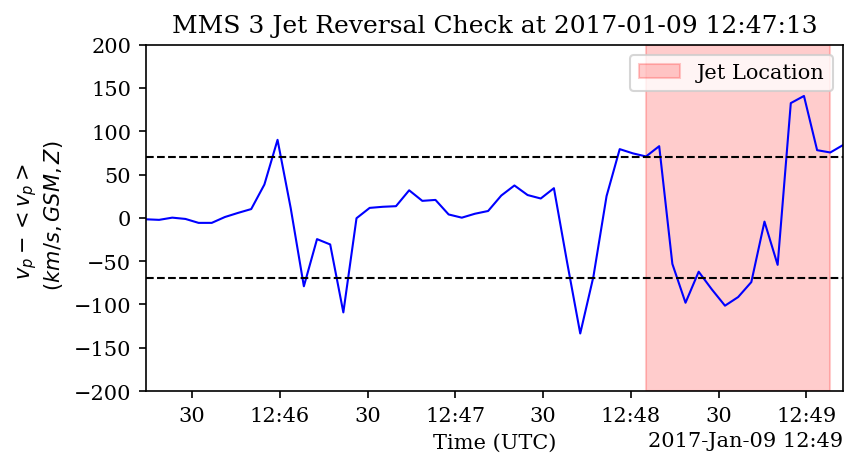 MMS 3 Jet Reversal Check at 2017-01-09 12:47:13
200
150
100
50
0
−50
−100
−150
−200
v_p − < v_p >
(km/s, GSM, Z)
Jet Location
30
12:46
30
12:47
30
12:48
30
12:49
Time (UTC)
2017-Jan-09 12:49